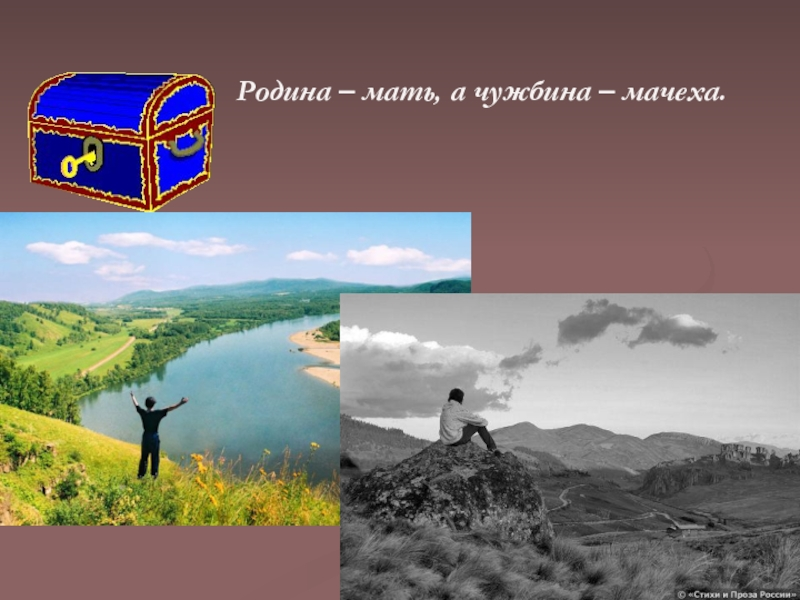 Родина – мать, а чужбина – мачеха.
© «Стихи и Проза России»